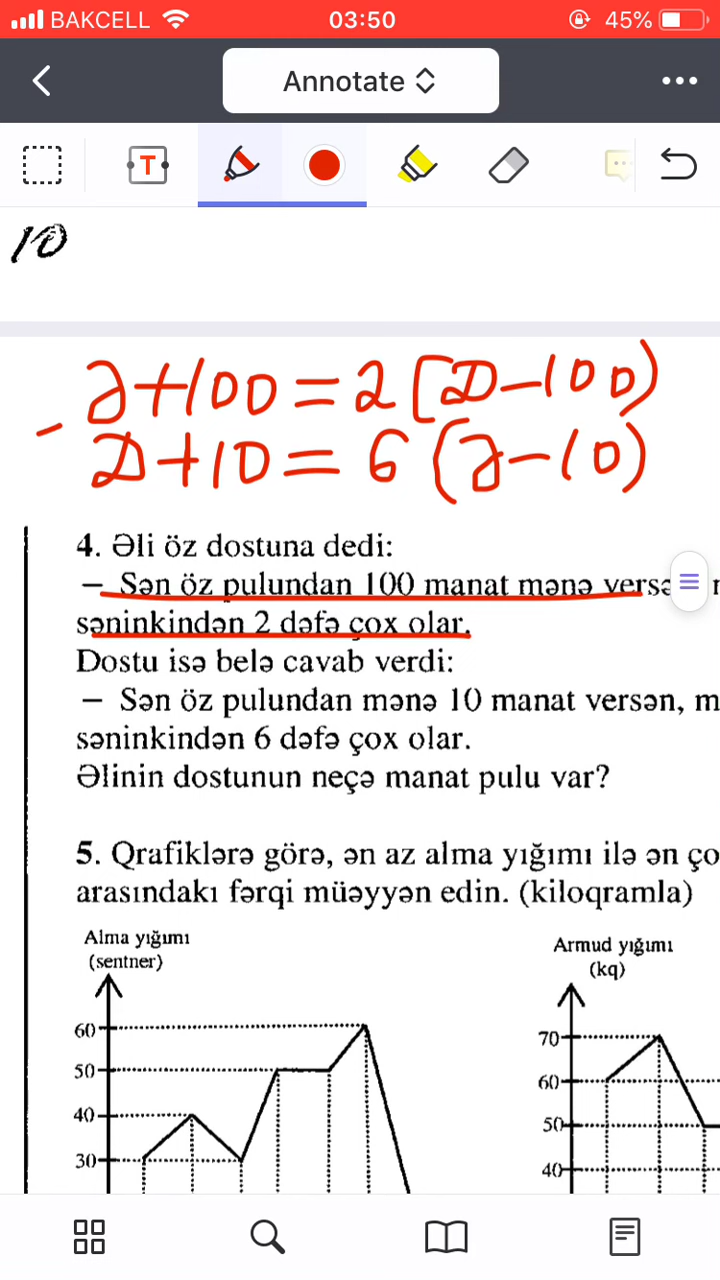 BAKCELL 03:50 45%
Annotate
T
10
Ə+100=2(D-100)
D+10=6(Ə-10)
4. Əli öz dostuna dedi:
– Sən öz pulundan 100 manat mənə versə
səninkindən 2 dəfə çox olar.
Dostu isə belə cavab verdi:
– Sən öz pulundan mənə 10 manat versən, m
səninkindən 6 dəfə çox olar.
Əlinin dostunun neçə manat pulu var?
5. Qrafiklərə görə, ən az alma yığımı ilə ən ço
arasındakı fərqi müəyyən edin. (kiloqramla)
Alma yığımı
(sentner)
60
50
40
30
Armud yığımı
(kq)
70
60
50
40